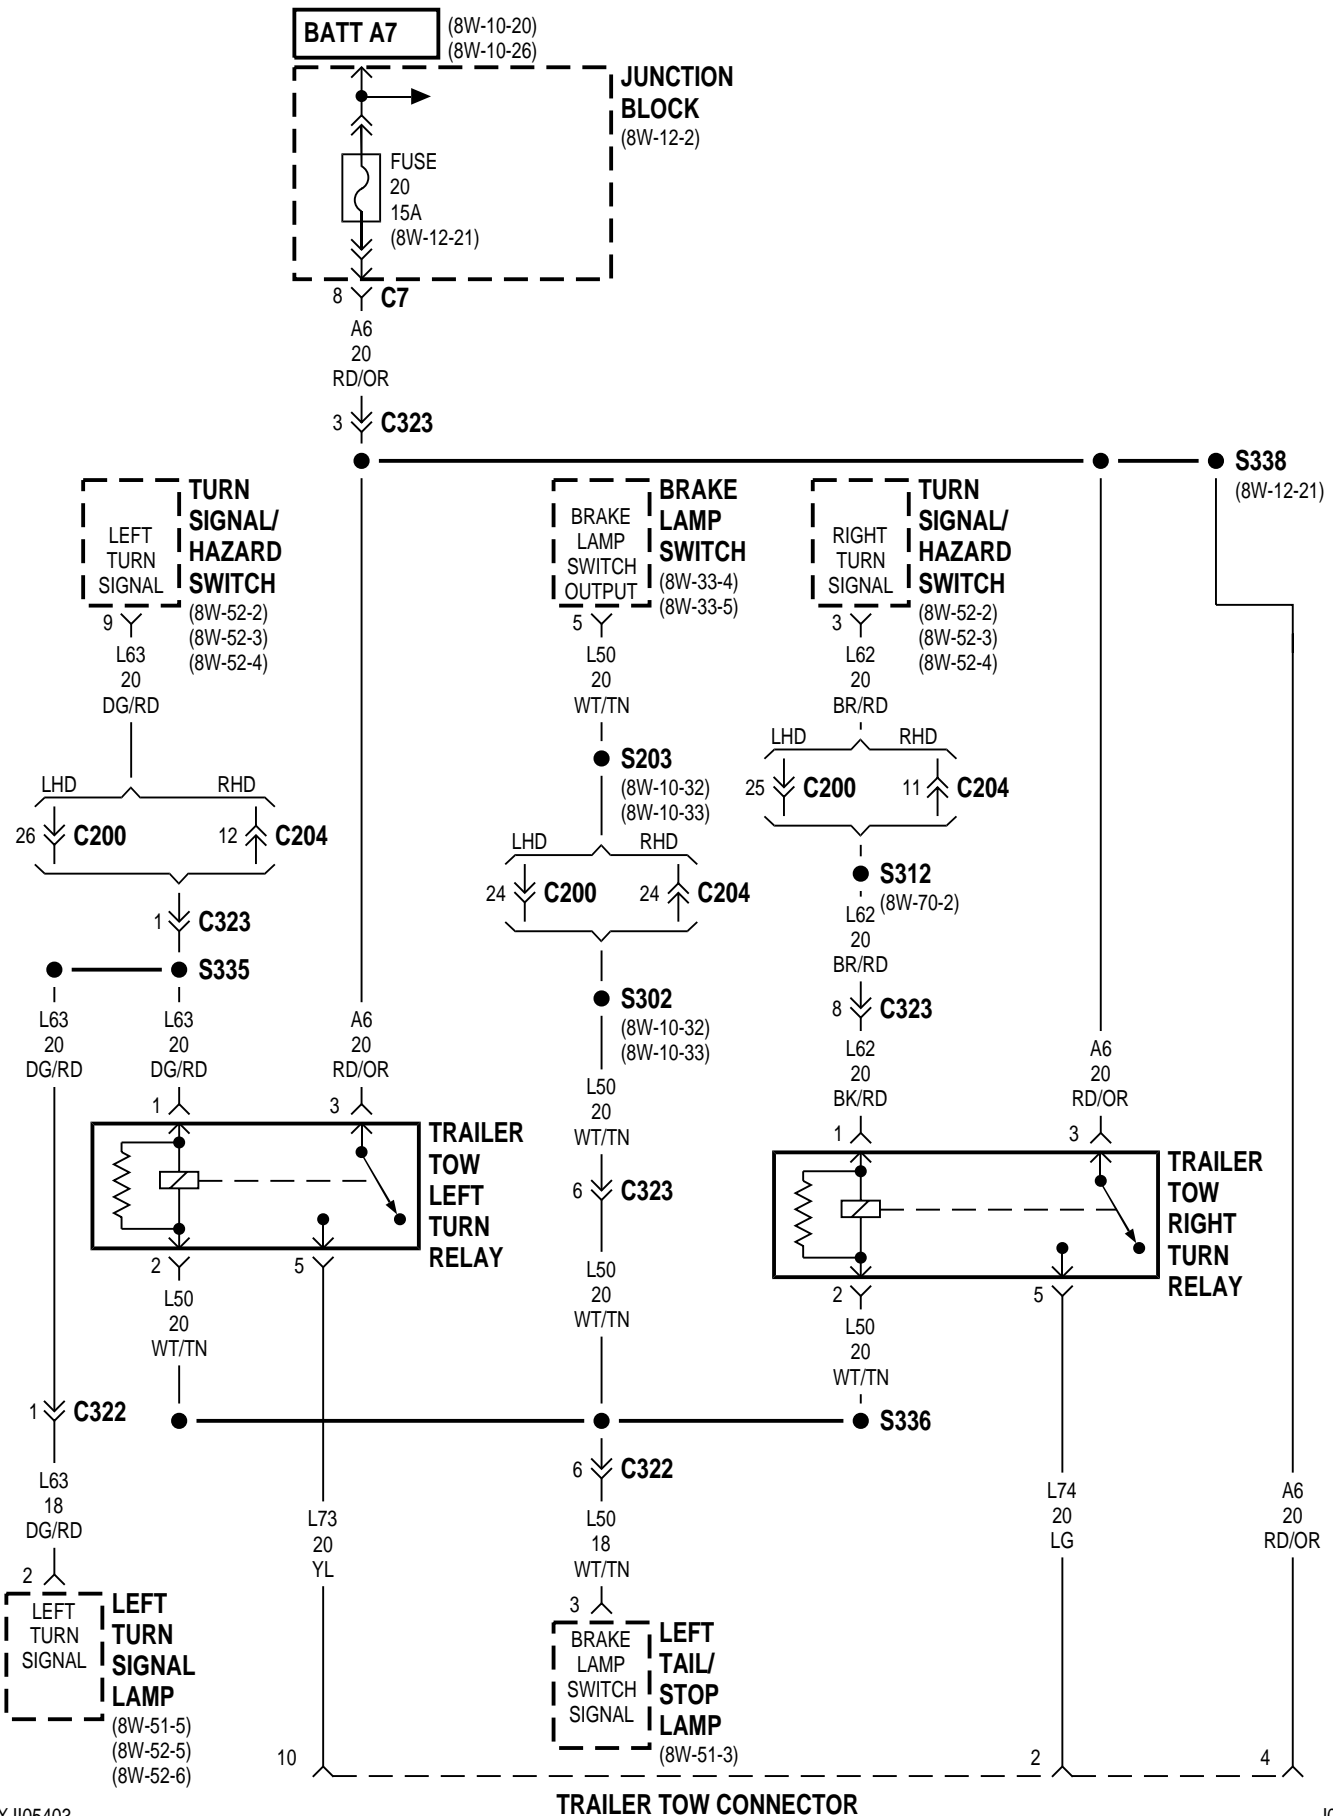 BATT A7
(8W-10-20)
(8W-10-26)
JUNCTION
BLOCK
(8W-12-2)
FUSE
20
15A
(8W-12-21)
8
C7
A6
20
RD/OR
3
C323
S338
(8W-12-21)
LEFT
TURN
SIGNAL
TURN
SIGNAL/
HAZARD
SWITCH
(8W-52-2)
(8W-52-3)
(8W-52-4)
9
L63
20
DG/RD
LHD
RHD
26
C200
12
C204
1
C323
S335
L63
20
DG/RD
L63
20
DG/RD
A6
20
RD/OR
1
3
TRAILER
TOW
LEFT
TURN
RELAY
2
5
L50
20
WT/TN
1
C322
L63
18
DG/RD
2
LEFT
TURN
SIGNAL
LEFT
TURN
SIGNAL
LAMP
(8W-51-5)
(8W-52-5)
(8W-52-6)
L73
20
YL
10
BRAKE
LAMP
SWITCH
OUTPUT
BRAKE
LAMP
SWITCH
(8W-33-4)
(8W-33-5)
5
L50
20
WT/TN
S203
(8W-10-32)
(8W-10-33)
LHD
RHD
24
C200
24
C204
S302
(8W-10-32)
(8W-10-33)
L50
20
WT/TN
6
C323
L50
20
WT/TN
S336
6
C322
L50
18
WT/TN
3
BRAKE
LAMP
SWITCH
SIGNAL
LEFT
TAIL/
STOP
LAMP
(8W-51-3)
RIGHT
TURN
SIGNAL
TURN
SIGNAL/
HAZARD
SWITCH
(8W-52-2)
(8W-52-3)
(8W-52-4)
3
L62
20
BR/RD
LHD
RHD
25
C200
11
C204
S312
(8W-70-2)
L62
20
BR/RD
8
C323
L62
20
BK/RD
A6
20
RD/OR
1
3
TRAILER
TOW
RIGHT
TURN
RELAY
2
5
L50
20
WT/TN
L74
20
LG
A6
20
RD/OR
2
4
TRAILER TOW CONNECTOR